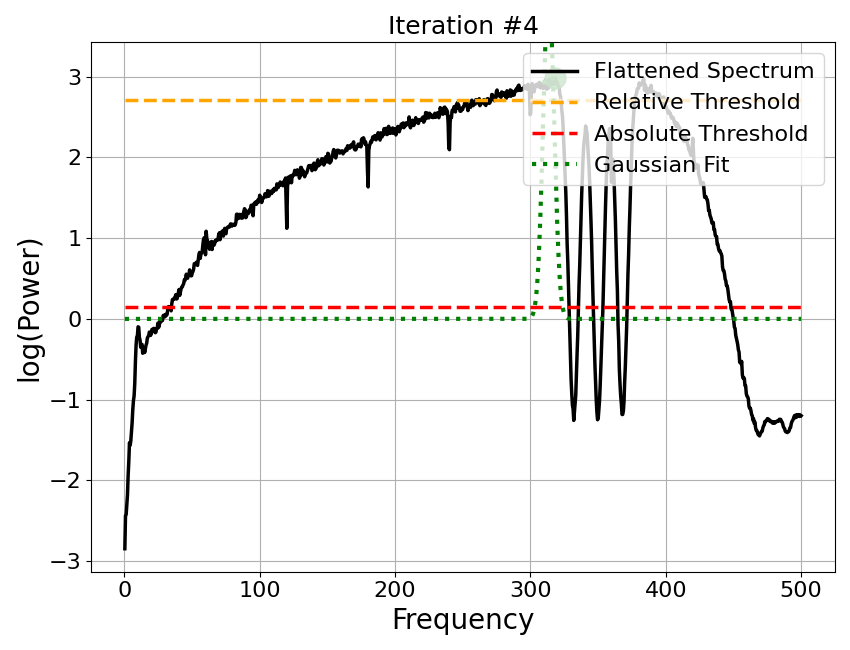 Iteration #4
Flattened Spectrum
Relative Threshold
Absolute Threshold
Gaussian Fit
log(Power)
3
2
1
0
−1
−2
−3
0 100 200 300 400 500
Frequency